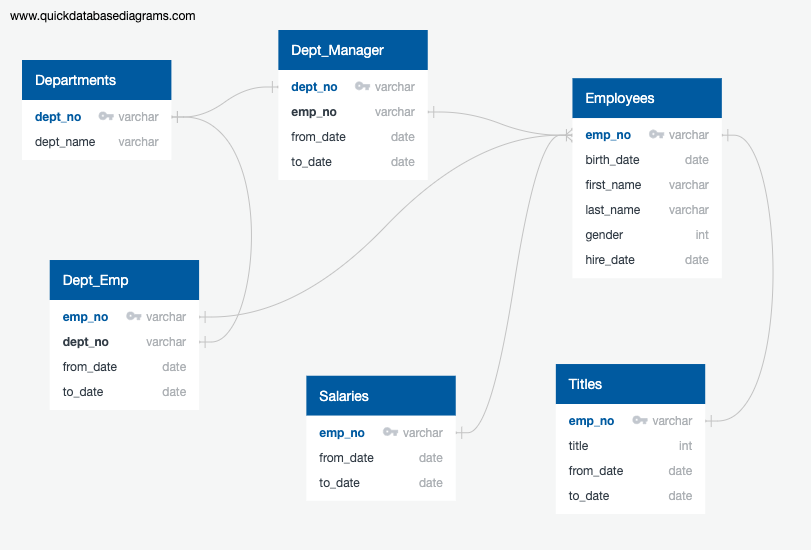 www.quickdatabasediagrams.com
Departments
dept_no varchar
dept_name varchar
Dept_Manager
dept_no varchar
emp_no varchar
from_date date
to_date date
Employees
emp_no varchar
birth_date date
first_name varchar
last_name varchar
gender int
hire_date date
Dept_Emp
emp_no varchar
dept_no varchar
from_date date
to_date date
Salaries
emp_no varchar
from_date date
to_date date
Titles
emp_no varchar
title int
from_date date
to_date date